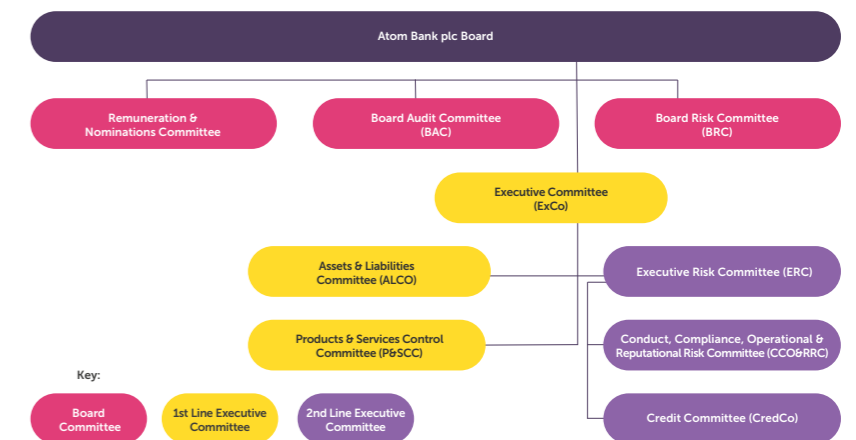 Atom Bank plc Board
Remuneration &
Nominations Committee
Board Audit Committee
(BAC)
Board Risk Committee
(BRC)
Executive Committee
(ExCo)
Assets & Liabilities
Committee (ALCO)
Executive Risk Committee (ERC)
Products & Services Control
Committee (P&SCC)
Conduct, Compliance, Operational &
Reputational Risk Committee (CCO&RRC)
Credit Committee (CredCo)
Key:
Board
Committee
1st Line Executive
Committee
2nd Line Executive
Committee